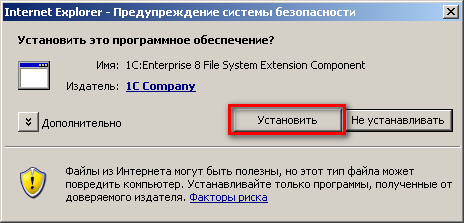 Internet Explorer - Предупреждение системы безопасности
Установить это программное обеспечение?
Имя: 1C:Enterprise 8 File System Extension Component
Издатель: 1C Company
Дополнительно
Установить
Не устанавливать
Файлы из Интернета могут быть полезны, но этот тип файла может
повредить компьютер. Устанавливайте только программы, полученные от
доверяемого издателя. Факторы риска